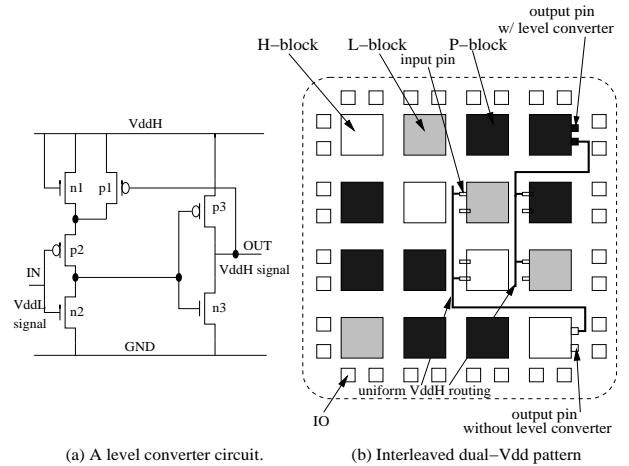 VddH
n1
p1
p3
p2
OUT
VddH signal
IN
VddL
signal
n2
n3
GND
(a) A level converter circuit.
H−block
L−block
P−block
input pin
output pin
w/ level converter
uniform VddH routing
IO
output pin
without level converter
(b) Interleaved dual−Vdd pattern